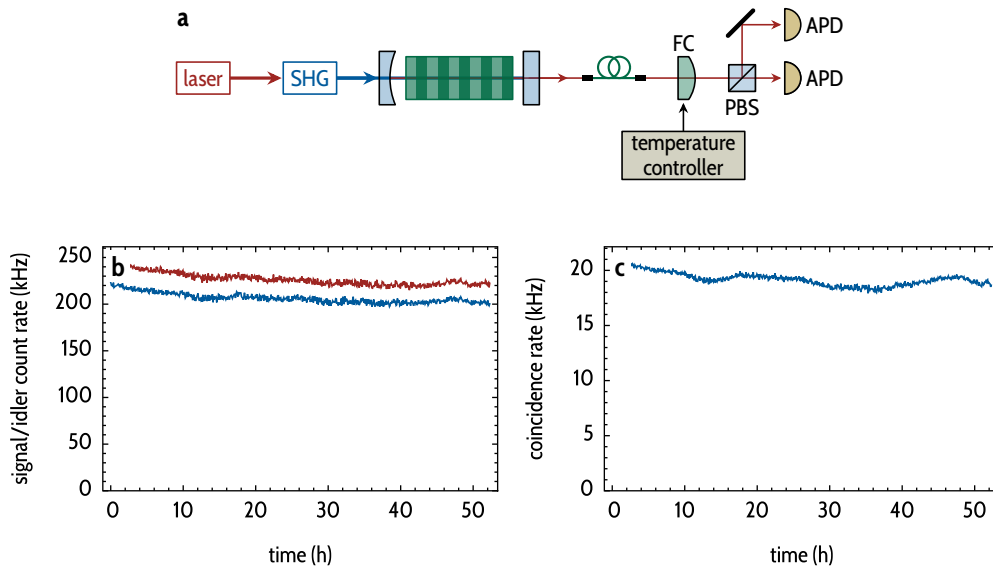 a
laser
SHG
FC
PBS
APD
APD
temperature
controller
b
signal/idler count rate (kHz)
250
200
150
100
50
0
0 10 20 30 40 50
time (h)
c
coincidence rate (kHz)
20
15
10
5
0
0 10 20 30 40 50
time (h)